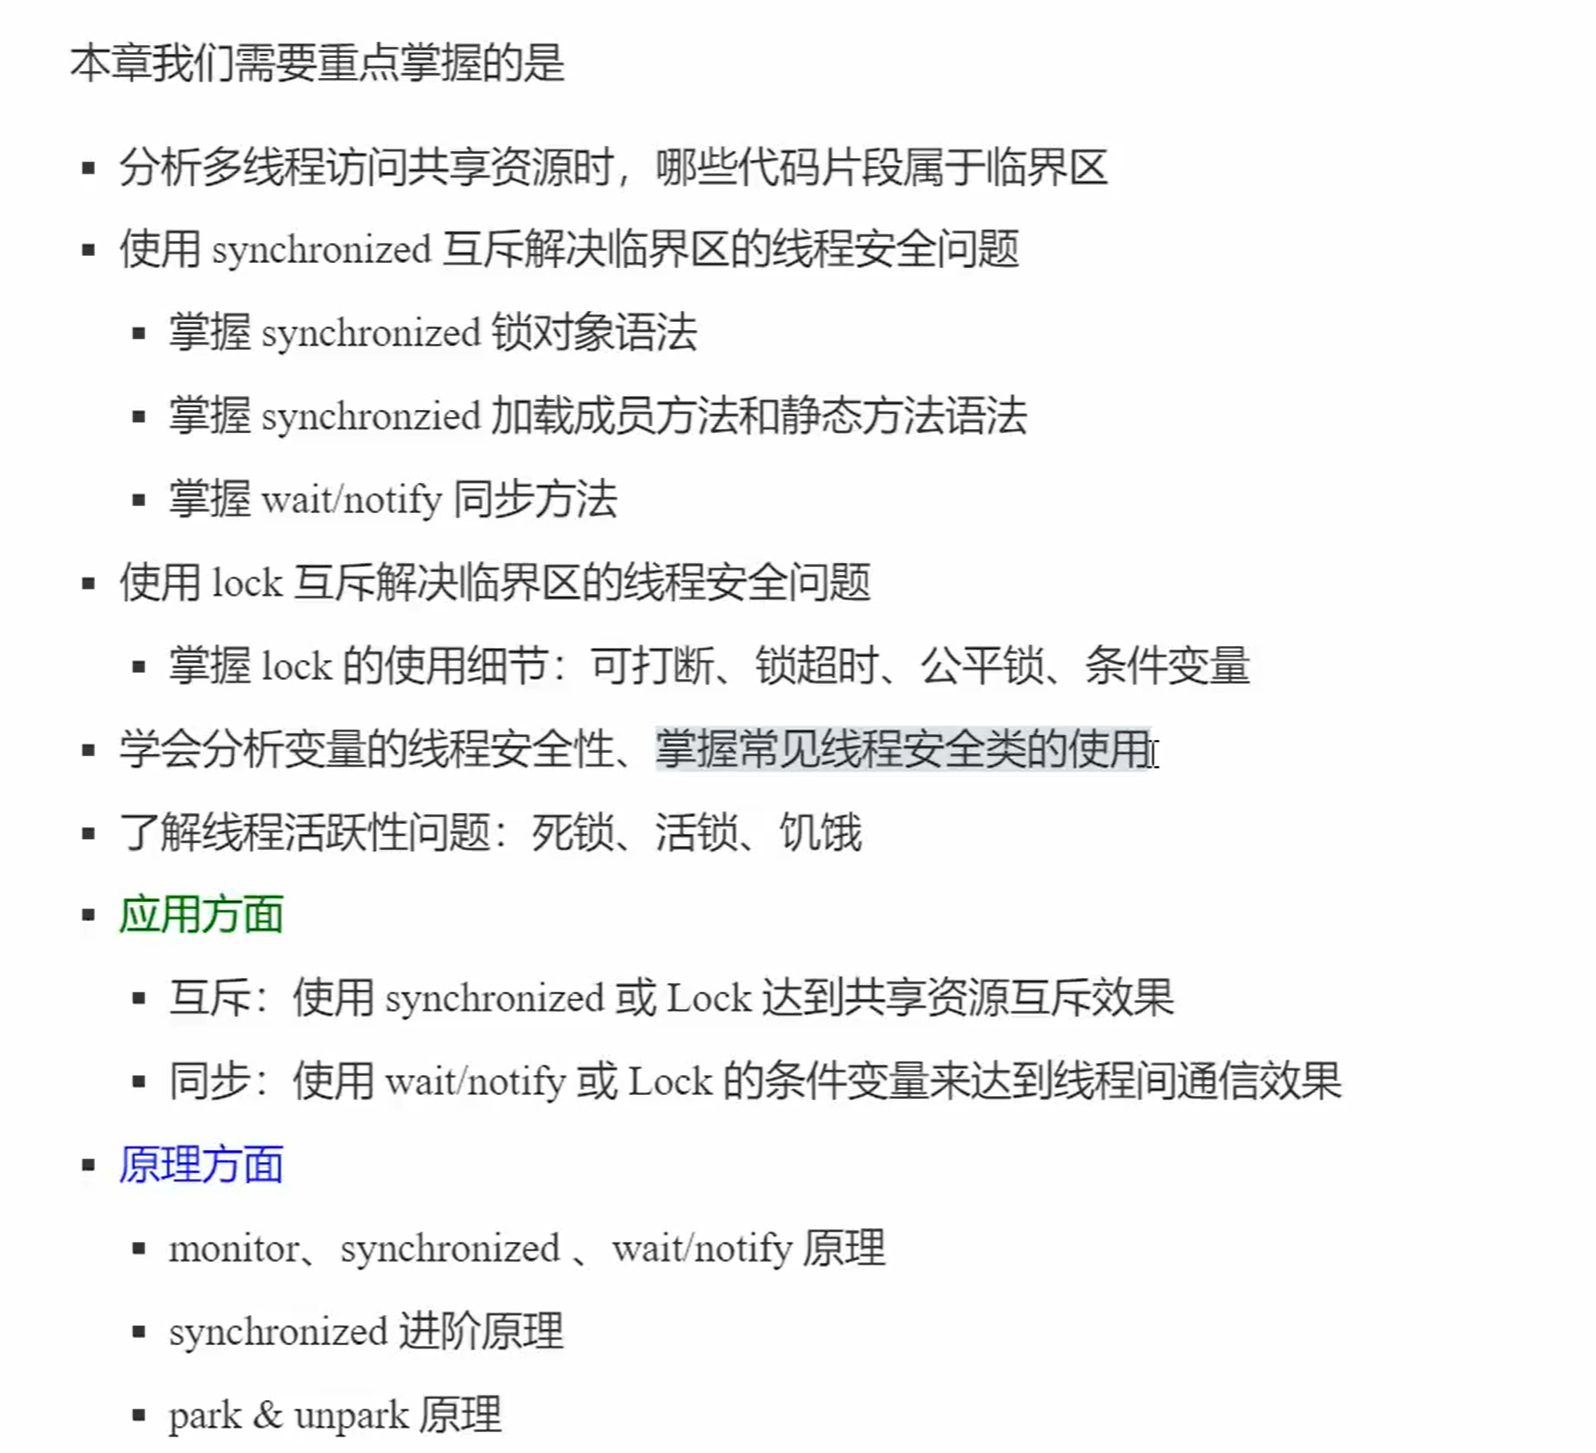 本章我们需要重点掌握的是
分析多线程访问共享资源时，哪些代码片段属于临界区
使用 synchronized 互斥解决临界区的线程安全问题
掌握 synchronized 锁对象语法
掌握 synchronzied 加载成员方法和静态方法语法
掌握 wait/notify 同步方法
使用 lock 互斥解决临界区的线程安全问题
掌握 lock 的使用细节：可打断、锁超时、公平锁、条件变量
学会分析变量的线程安全性、掌握常见线程安全类的使用
了解线程活跃性问题：死锁、活锁、饥饿
应用方面
互斥：使用 synchronized 或 Lock 达到共享资源互斥效果
同步：使用 wait/notify 或 Lock 的条件变量来达到线程间通信效果
原理方面
monitor、synchronized 、wait/notify 原理
synchronized 进阶原理
park & unpark 原理